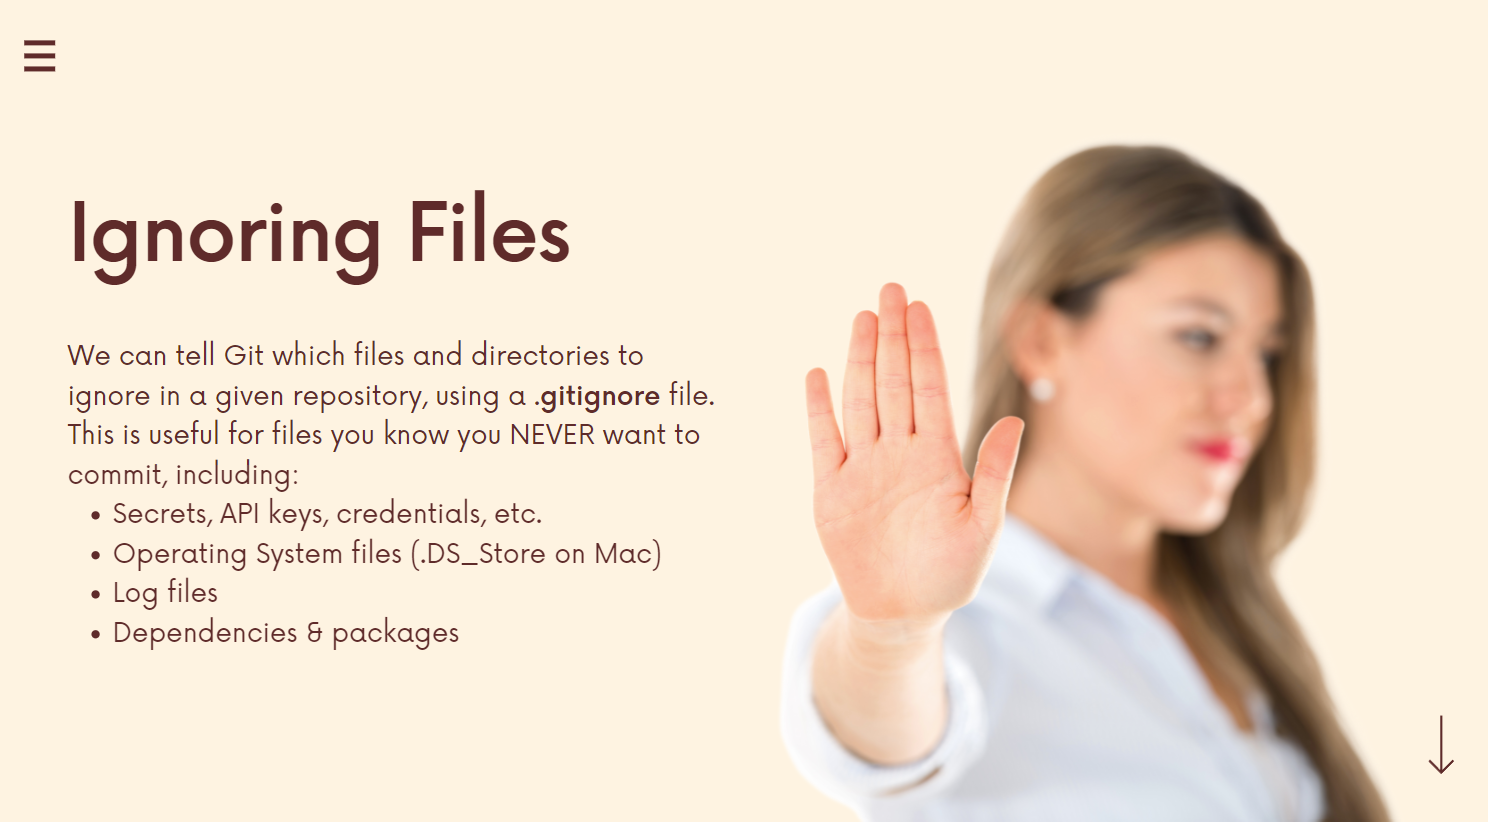 Ignoring Files
We can tell Git which files and directories to
ignore in a given repository, using a .gitignore file.
This is useful for files you know you NEVER want to
commit, including:
• Secrets, API keys, credentials, etc.
• Operating System files (.DS_Store on Mac)
• Log files
• Dependencies & packages